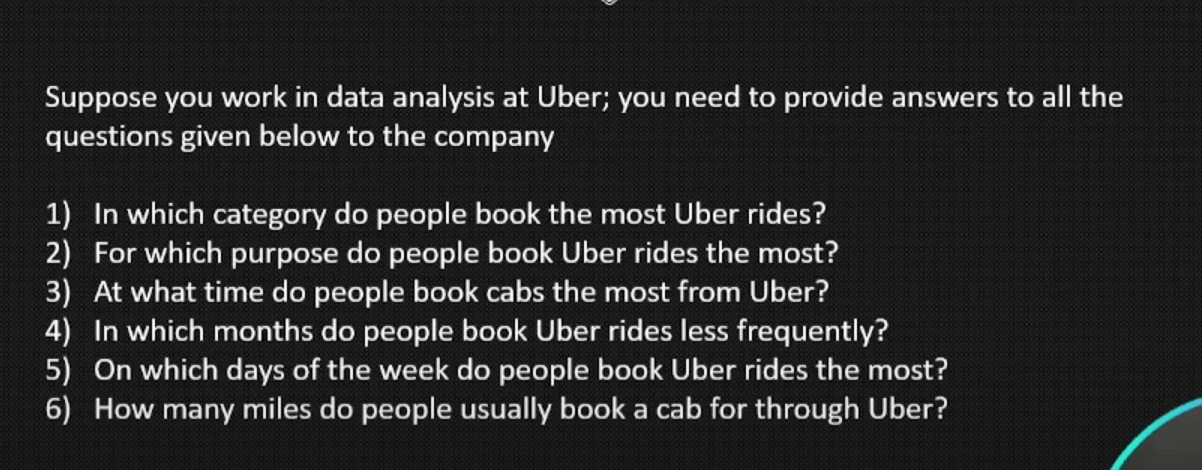 Suppose you work in data analysis at Uber; you need to provide answers to all the
questions given below to the company
1) In which category do people book the most Uber rides?
2) For which purpose do people book Uber rides the most?
3) At what time do people book cabs the most from Uber?
4) In which months do people book Uber rides less frequently?
5) On which days of the week do people book Uber rides the most?
6) How many miles do people usually book a cab for through Uber?